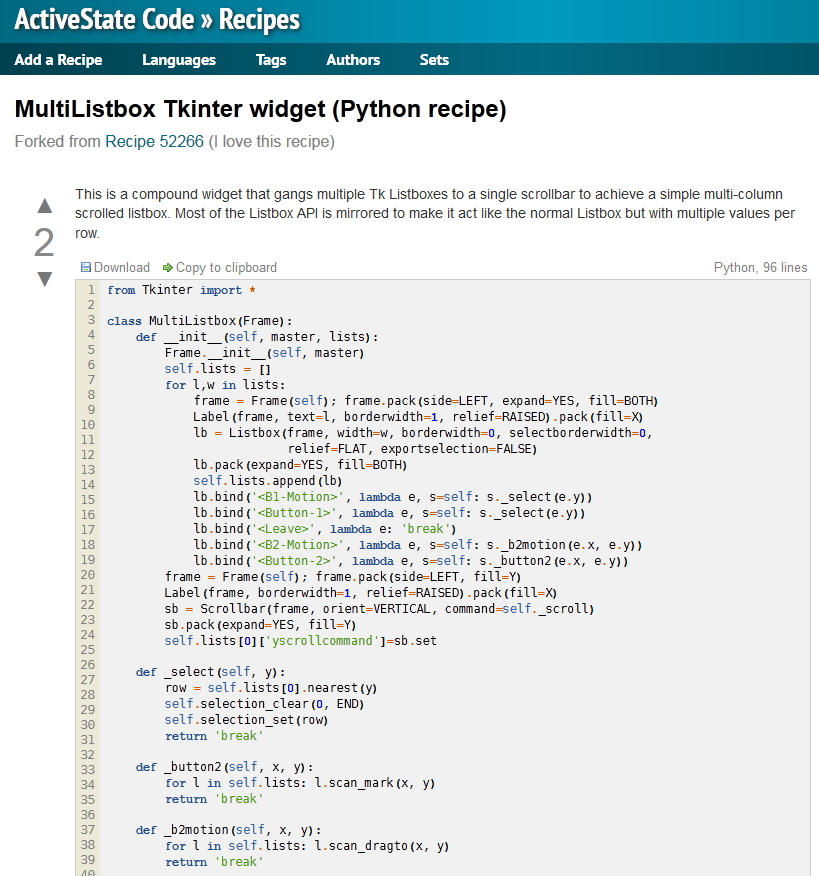 ActiveState Code » Recipes
Add a Recipe Languages Tags Authors Sets
MultiListbox Tkinter widget (Python recipe)
Forked from Recipe 52266 (I love this recipe)
▲
2
▼
This is a compound widget that gangs multiple Tk Listboxes to a single scrollbar to achieve a simple multi-column
scrolled listbox. Most of the Listbox API is mirrored to make it act like the normal Listbox but with multiple values per
row.
Download Copy to clipboard Python, 96 lines
1 from Tkinter import *
2
3 class MultiListbox(Frame):
4     def __init__(self, master, lists):
5         Frame.__init__(self, master)
6         self.lists = []
7         for l,w in lists:
8             frame = Frame(self); frame.pack(side=LEFT, expand=YES, fill=BOTH)
9             Label(frame, text=l, borderwidth=1, relief=RAISED).pack(fill=X)
10             lb = Listbox(frame, width=w, borderwidth=0, selectborderwidth=0,
11                          relief=FLAT, exportselection=FALSE)
12             lb.pack(expand=YES, fill=BOTH)
13             self.lists.append(lb)
14             lb.bind('<B1-Motion>', lambda e, s=self: s._select(e.y))
15             lb.bind('<Button-1>', lambda e, s=self: s._select(e.y))
16             lb.bind('<Leave>', lambda e: 'break')
17             lb.bind('<B2-Motion>', lambda e, s=self: s._b2motion(e.x, e.y))
18             lb.bind('<Button-2>', lambda e, s=self: s._button2(e.x, e.y))
19         frame = Frame(self); frame.pack(side=LEFT, fill=Y)
20         Label(frame, borderwidth=1, relief=RAISED).pack(fill=X)
21         sb = Scrollbar(frame, orient=VERTICAL, command=self._scroll)
22         sb.pack(expand=YES, fill=Y)
23         self.lists[0]['yscrollcommand']=sb.set
24
25     def _select(self, y):
26         row = self.lists[0].nearest(y)
27         self.selection_clear(0, END)
28         self.selection_set(row)
29         return 'break'
30
31     def _button2(self, x, y):
32         for l in self.lists: l.scan_mark(x, y)
33         return 'break'
34
35     def _b2motion(self, x, y):
36         for l in self.lists: l.scan_dragto(x, y)
37         return 'break'
38
39
40